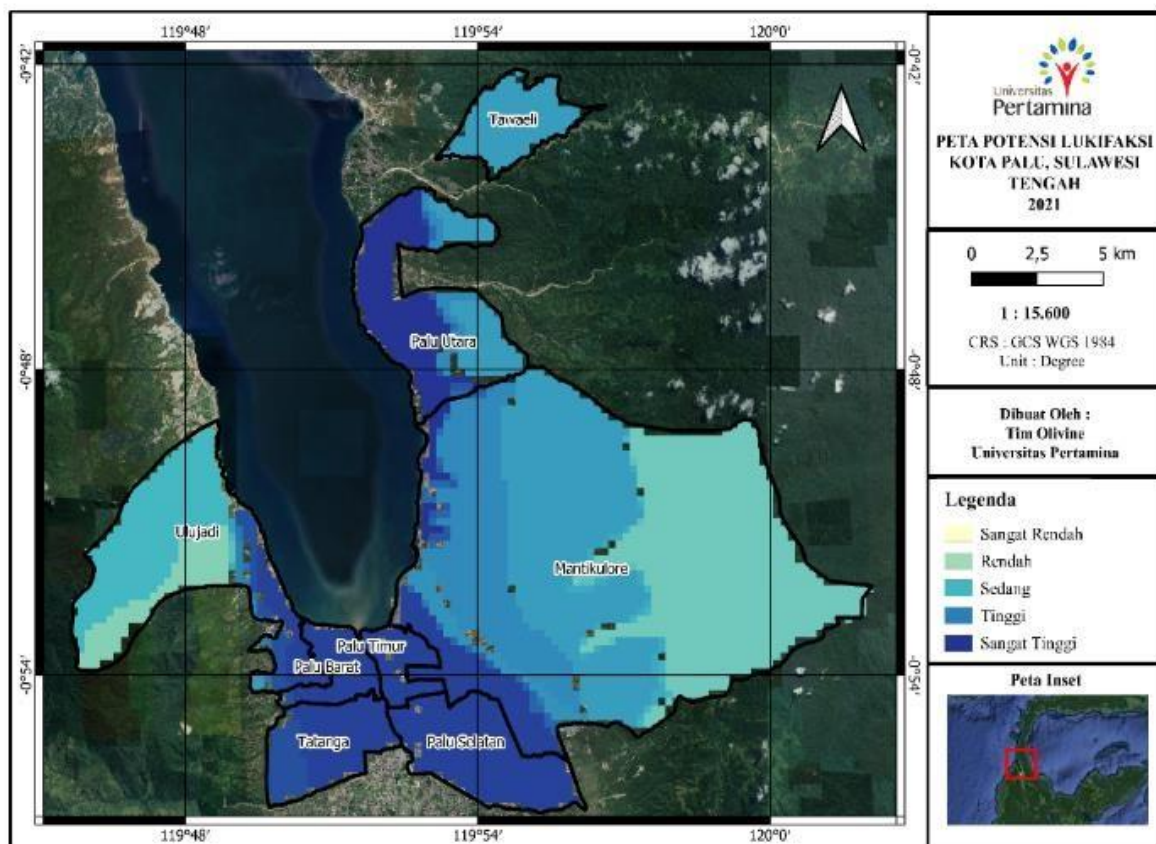 119°48'
119°54'
120°0'
-0°42'
-0°42'
Tawaeli
Palu Utara
-0°48'
-0°48'
Ulujadi
Mantikulore
Palu Timur
Palu Barat
-0°54'
-0°54'
Tatanga
Palu Selatan
119°48'
119°54'
120°0'
Universitas
Pertamina
PETA POTENSI LUKIFAKSI
KOTA PALU, SULAWESI
TENGAH
2021
0 2,5 5 km
1 : 15.600
CRS : GCS WGS 1984
Unit : Degree
Dibuat Oleh :
Tim Olivine
Universitas Pertamina
Legenda
Sangat Rendah
Rendah
Sedang
Tinggi
Sangat Tinggi
Peta Inset